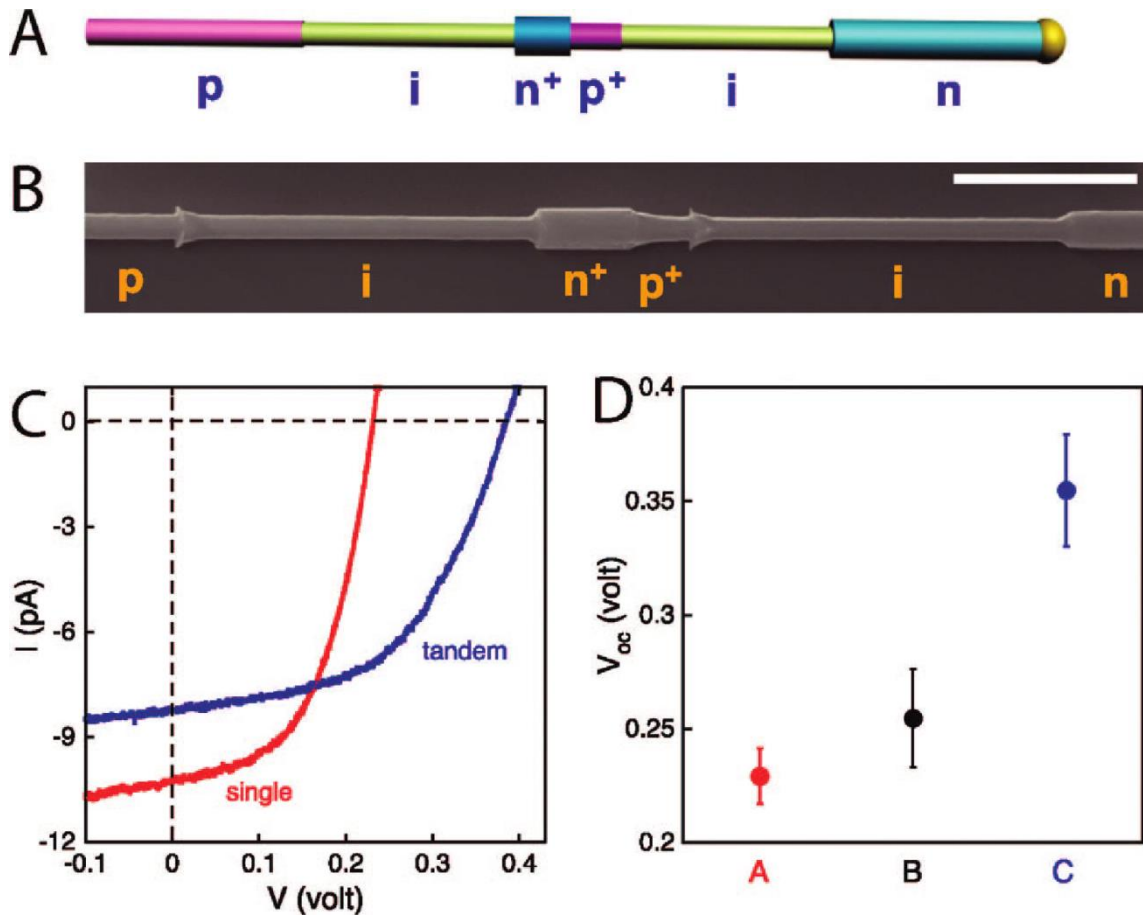 A
p i n+ p+ i n
B
p i n+ p+ i n
C
0
-3
-6
-9
-12
I (pA)
tandem
single
-0.1 0 0.1 0.2 0.3 0.4
V (volt)
D
0.4
0.35
0.3
0.25
0.2
Voc (volt)
A B C